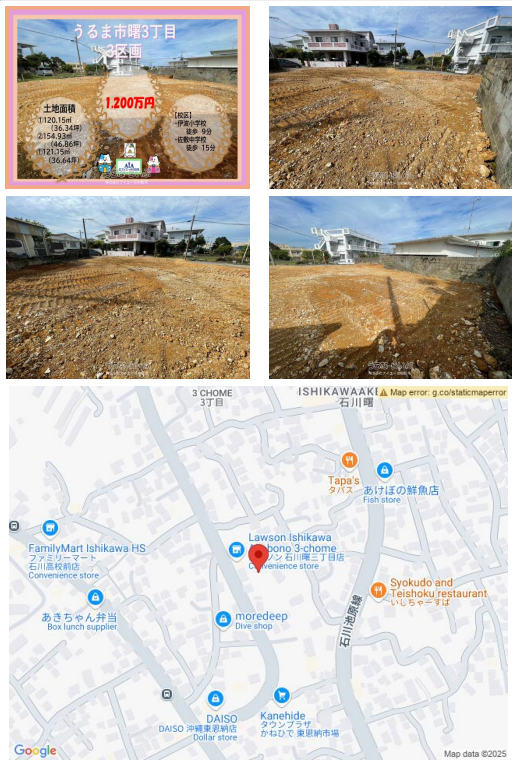 うるま市曙3丁目
3区画
1,200万円
土地面積
①120.15㎡
(36.34坪)
②154.93㎡
(46.86坪)
③121.15㎡
(36.64坪)
【校区】
・伊波小学校
徒歩 9分
徒歩 15分
3 CHOME
3丁目
ISHIKAWAAKE
石川曙
Map error: g.co/staticmaperror
Tapa's
タパス
あけぼの鮮魚店
Fish store
FamilyMart Ishikawa HS
ファミリーマート
石川高校前店
Convenience store
Lawson Ishikawa
bono 3-chome
ソン 石川曙三丁目店
Convenience store
Syokudo and
Teishoku restaurant
いしちゃーすば
あきちゃん弁当
Box lunch supplier
moredeep
Dive shop
石川池原線
DAISO
DAISO 沖縄東恩納店
Dollar store
Kanehide
タウンプラザ
かねひで 東恩納市場
Google
Map data ©2025